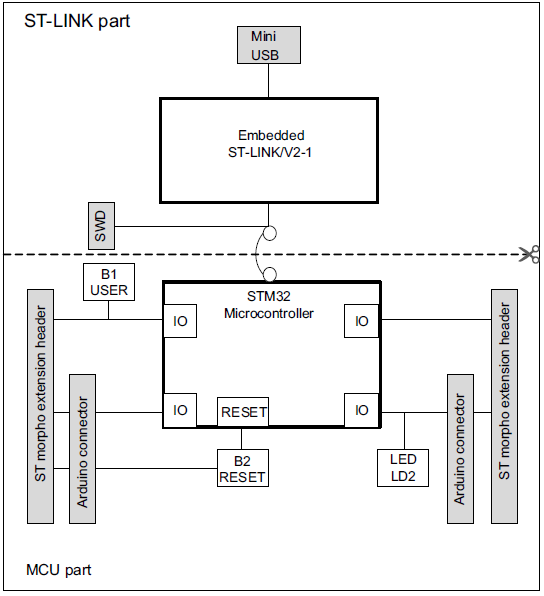 ST-LINK part
Mini
USB
Embedded
ST-LINK/V2-1
SWD
B1
USER
STM32
Microcontroller
IO
IO
ST morpho extension header
ST morpho extension header
Arduino connector
Arduino connector
IO
RESET
IO
B2
RESET
LED
LD2
MCU part